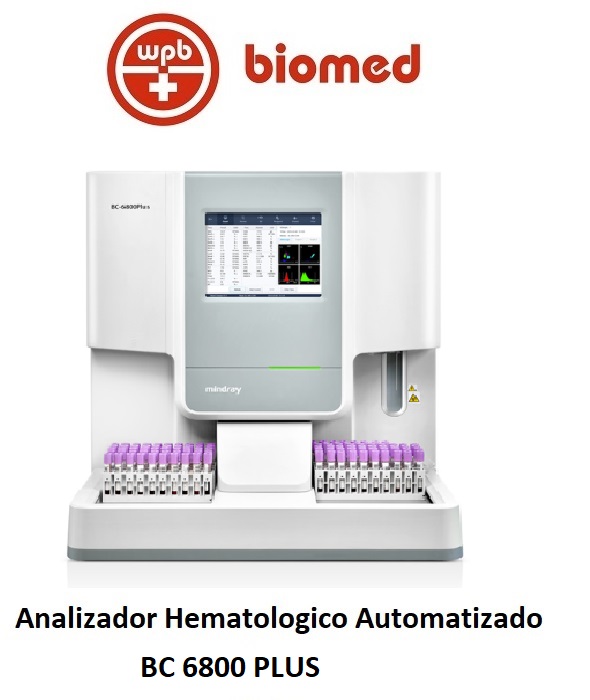 wpb
biomed
BC-6800Plus
mindray
Analizador Hematologico Automatizado
BC 6800 PLUS